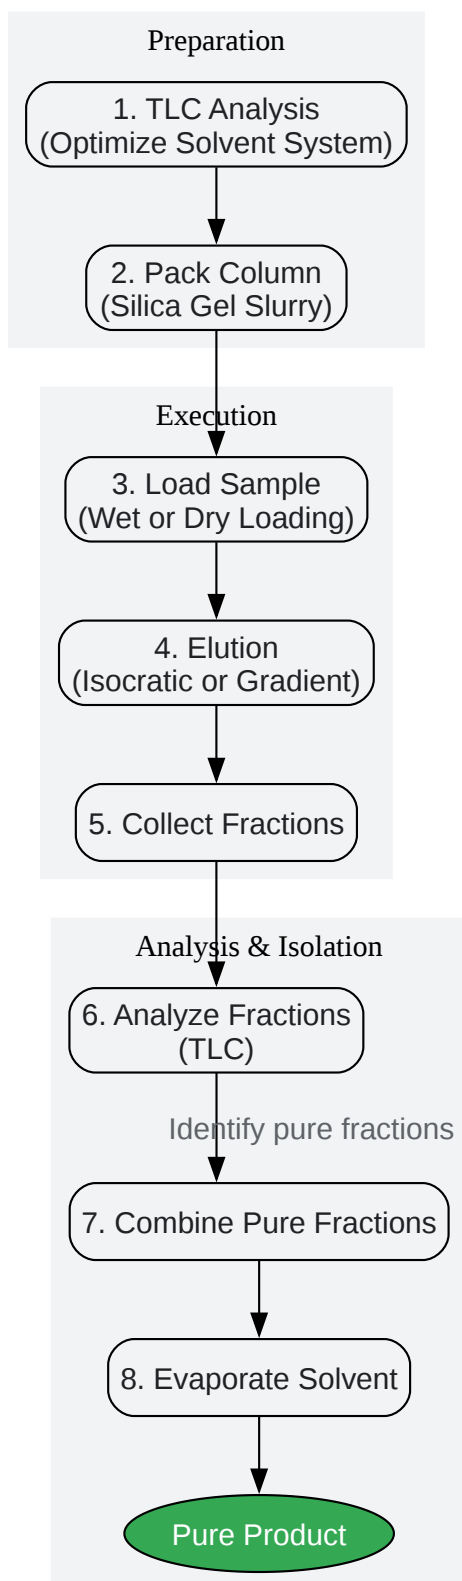 Preparation
1. TLC Analysis
(Optimize Solvent System)
2. Pack Column
(Silica Gel Slurry)
Execution
3. Load Sample
(Wet or Dry Loading)
4. Elution
(Isocratic or Gradient)
5. Collect Fractions
Analysis & Isolation
6. Analyze Fractions
(TLC)
Identify pure fractions
7. Combine Pure Fractions
8. Evaporate Solvent
Pure Product